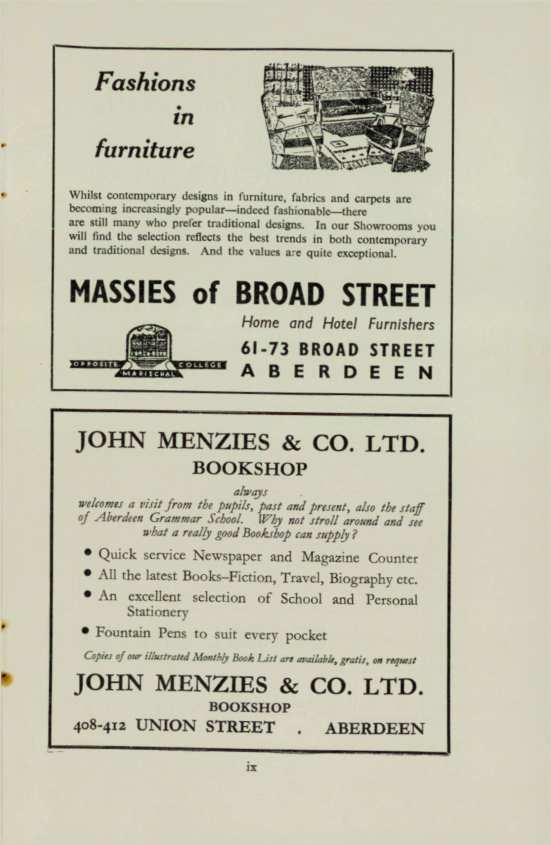 Fashions
in
furniture
Whilst contemporary designs in furniture, fabrics and carpets are
becoming increasingly popular—indeed fashionable—there
are still many who prefer traditional designs. In our Showrooms you
will find the selection reflects the best trends in both contemporary
and traditional designs. And the values are quite exceptional.
MASSIES of BROAD STREET
Home and Hotel Furnishers
61-73 BROAD STREET
ABERDEEN
OPPOSITE MARISCHAL COLLEGE
JOHN MENZIES & CO. LTD.
BOOKSHOP
always
welcomes a visit from the pupils, past and present, also the staff
of Aberdeen Grammar School. Why not stroll around and see
what a really good Bookshop can supply?
• Quick service Newspaper and Magazine Counter
• All the latest Books–Fiction, Travel, Biography etc.
• An excellent selection of School and Personal
Stationery
• Fountain Pens to suit every pocket
Copies of our illustrated Monthly Book List are available, gratis, on request
JOHN MENZIES & CO. LTD.
BOOKSHOP
408-412 UNION STREET . ABERDEEN
ix